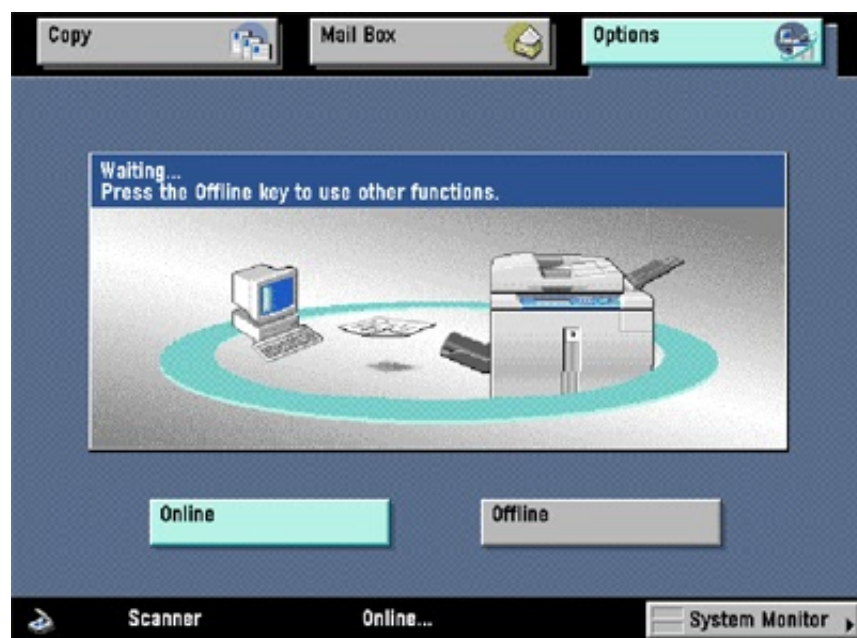 Copy
Mail Box
Options
Waiting...
Press the Offline key to use other functions.
Online
Offline
Scanner
Online...
System Monitor